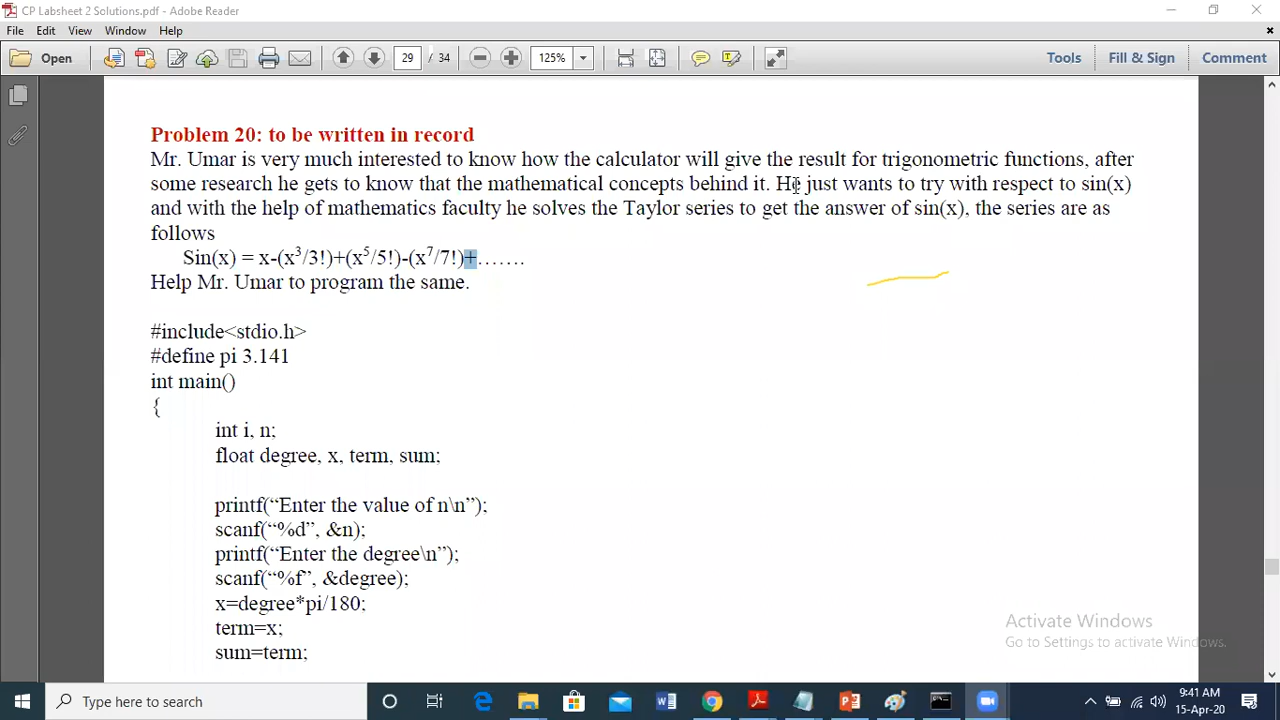 CP Labsheet 2 Solutions.pdf - Adobe Reader
File Edit View Window Help
Open 29 / 34 125% Tools Fill & Sign Comment
Problem 20: to be written in record
Mr. Umar is very much interested to know how the calculator will give the result for trigonometric functions, after
some research he gets to know that the mathematical concepts behind it. He just wants to try with respect to sin(x)
and with the help of mathematics faculty he solves the Taylor series to get the answer of sin(x), the series are as
follows
Sin(x) = x-(x³/3!)+(x⁵/5!)-(x⁷/7!)+…….
Help Mr. Umar to program the same.
#include<stdio.h>
#define pi 3.141
int main()
{
int i, n;
float degree, x, term, sum;
printf(“Enter the value of n\n”);
scanf(“%d”, &n);
printf(“Enter the degree\n”);
scanf(“%f”, &degree);
x=degree*pi/180;
term=x;
sum=term;
Activate Windows
Go to Settings to activate Windows.
Type here to search
9:41 AM
15-Apr-20